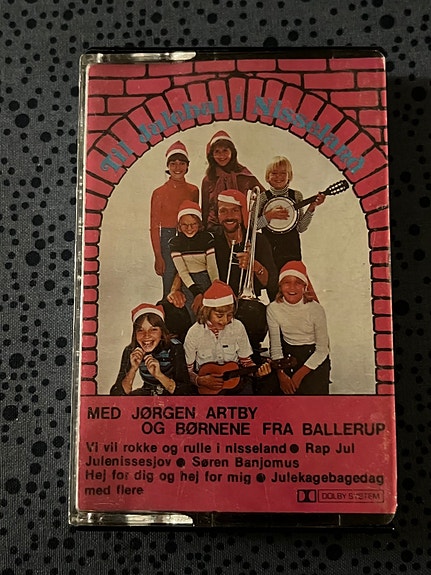 Til Julebal i Nisseland
MED JØRGEN ARTBY
OG BØRNENE FRA BALLERUP
Vi vil rokke og rulle i nisseland ● Rap Jul
Julenissesjov ● Søren Banjomus
Hej for dig og hej for mig ● Julekagebagedag
med flere
DOLBY SYSTEM